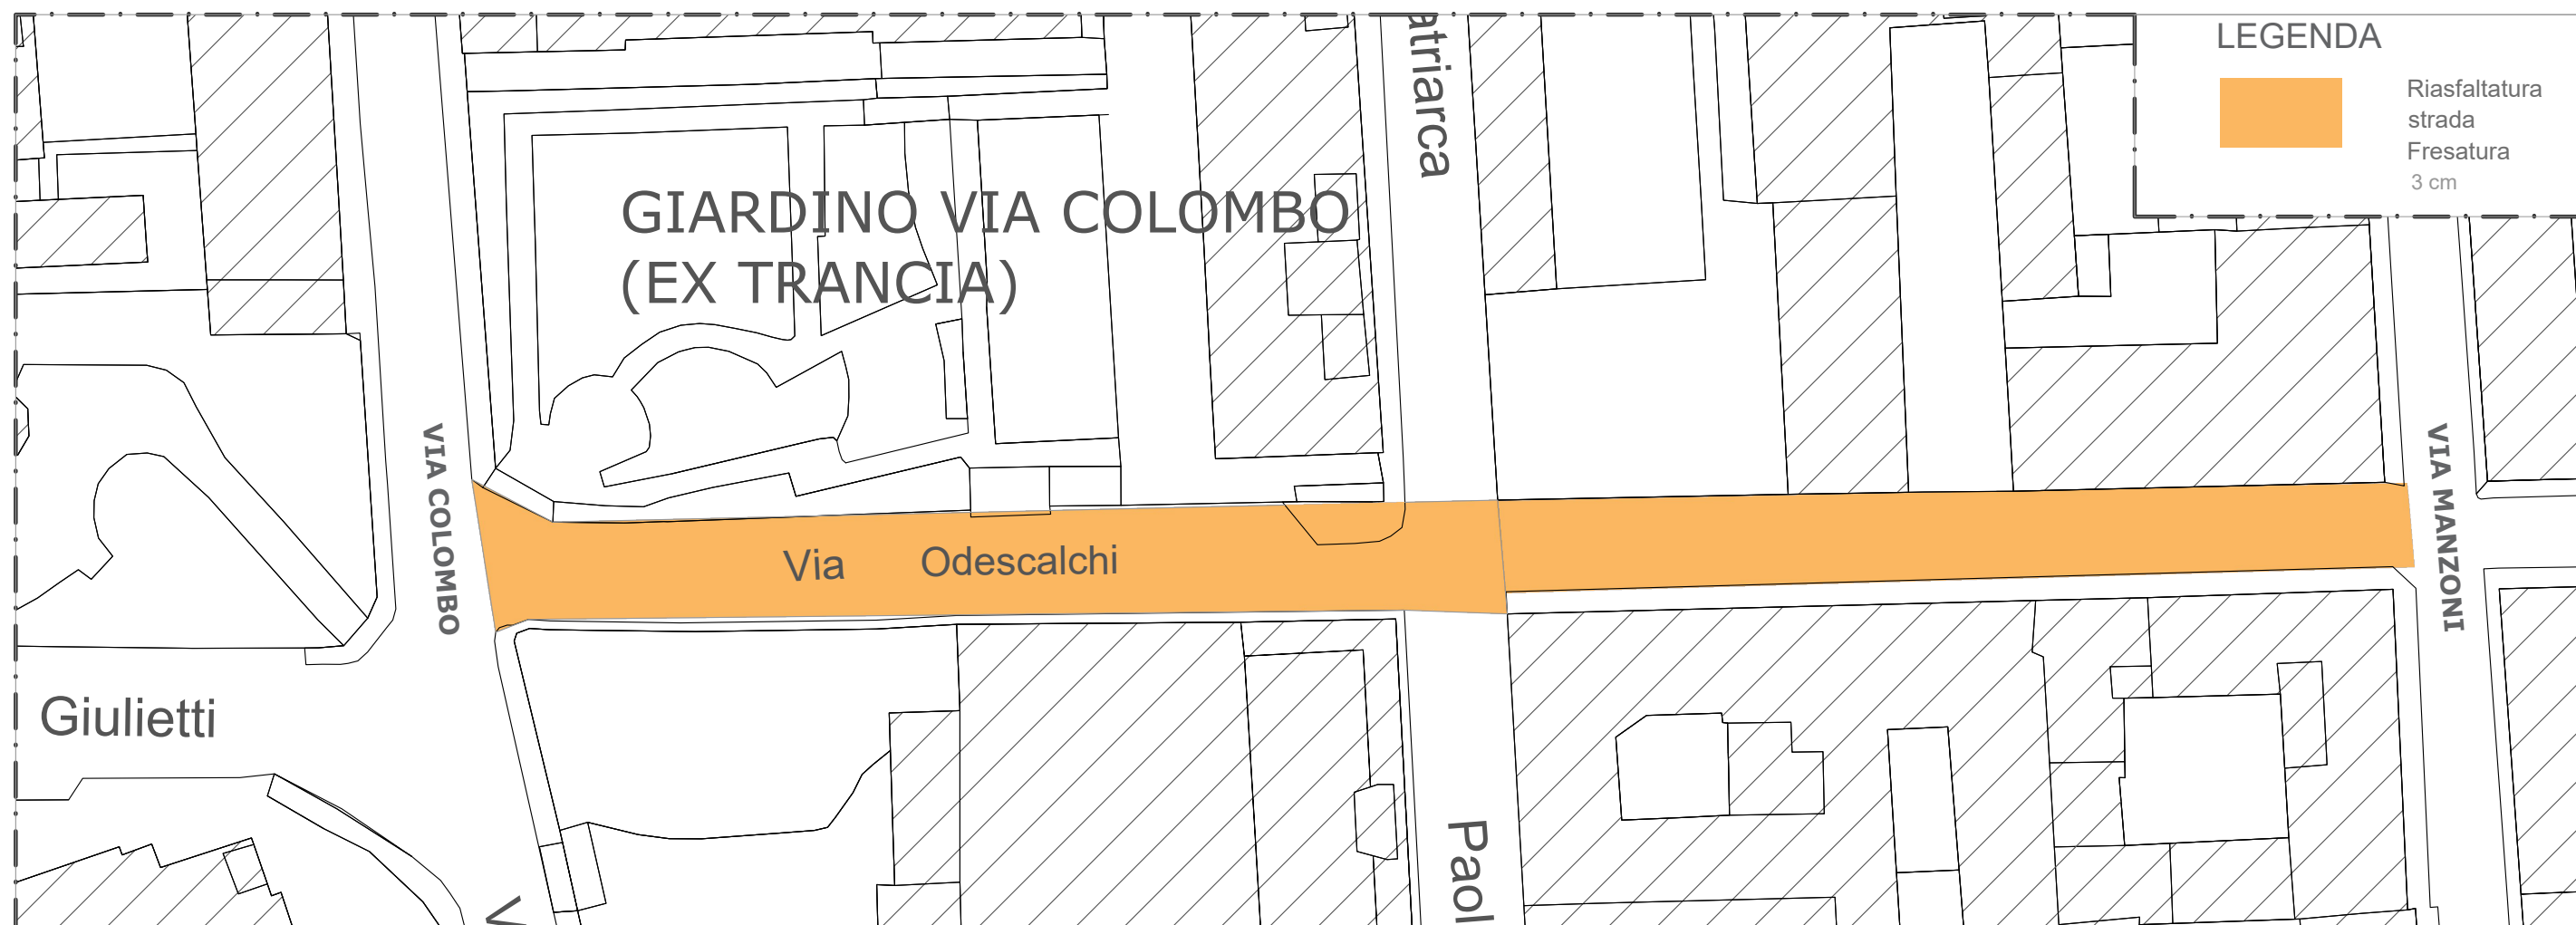 LEGENDA
Riasfaltatura
strada
Fresatura
3 cm
atriarca
GIARDINO VIA COLOMBO
(EX TRANCIA)
VIA COLOMBO
VIA MANZONI
Via Odescalchi
Giulietti
Paol
V